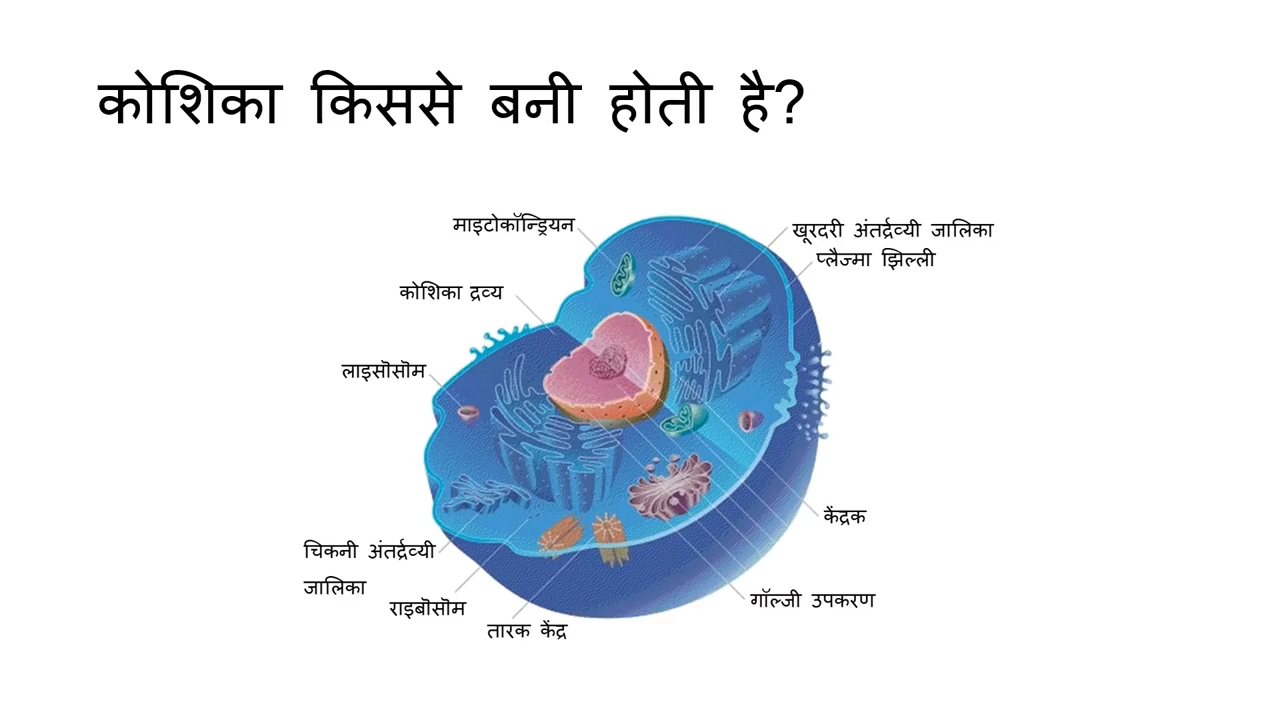 कोशिका किससे बनी होती है?
माइटोकॉन्ड्रियन
खूरदरी अंतर्द्रव्यी जालिका
प्लैज्मा झिल्ली
कोशिका द्रव्य
लाइसॊसॊम
केंद्रक
चिकनी अंतर्द्रव्यी
जालिका
राइबॊसॊम
गॉल्जी उपकरण
तारक केंद्र